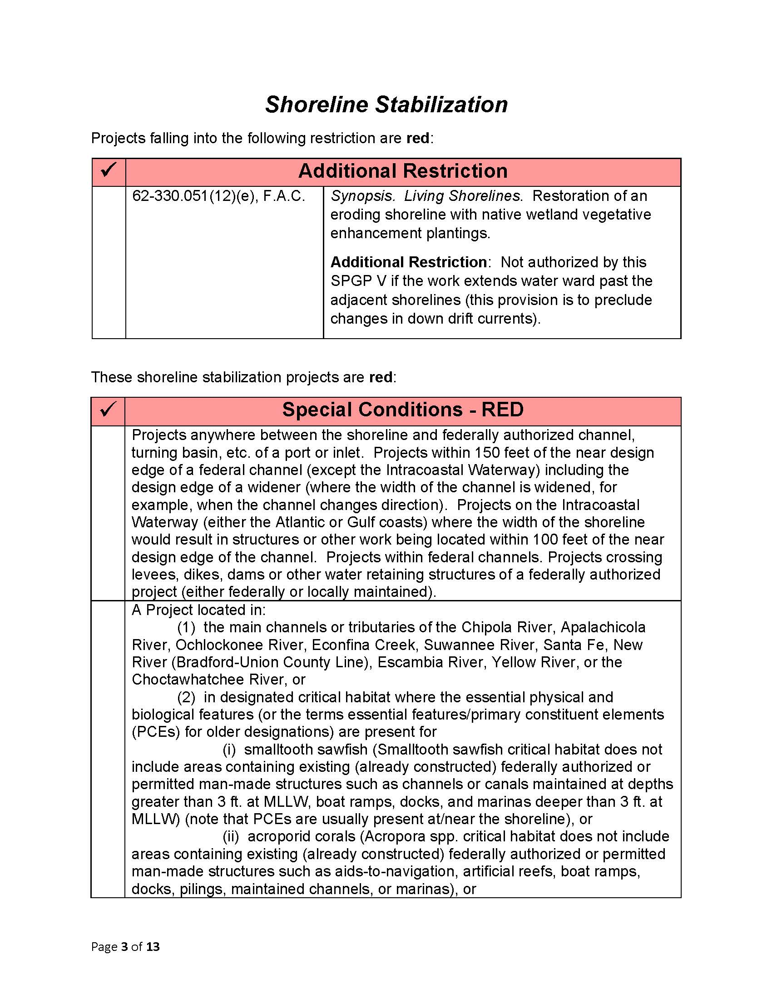 Shoreline Stabilization
Projects falling into the following restriction are red:
✓ Additional Restriction
62-330.051(12)(e), F.A.C.
Synopsis.  Living Shorelines.  Restoration of an
eroding shoreline with native wetland vegetative
enhancement plantings.
Additional Restriction:  Not authorized by this
SPGP V if the work extends water ward past the
adjacent shorelines (this provision is to preclude
changes in down drift currents).
These shoreline stabilization projects are red:
✓ Special Conditions - RED
Projects anywhere between the shoreline and federally authorized channel,
turning basin, etc. of a port or inlet.  Projects within 150 feet of the near design
edge of a federal channel (except the Intracoastal Waterway) including the
design edge of a widener (where the width of the channel is widened, for
example, when the channel changes direction).  Projects on the Intracoastal
Waterway (either the Atlantic or Gulf coasts) where the width of the shoreline
would result in structures or other work being located within 100 feet of the near
design edge of the channel.  Projects within federal channels. Projects crossing
levees, dikes, dams or other water retaining structures of a federally authorized
project (either federally or locally maintained).
A Project located in:
(1)  the main channels or tributaries of the Chipola River, Apalachicola
River, Ochlockonee River, Econfina Creek, Suwannee River, Santa Fe, New
River (Bradford-Union County Line), Escambia River, Yellow River, or the
Choctawhatchee River, or
(2)  in designated critical habitat where the essential physical and
biological features (or the terms essential features/primary constituent elements
(PCEs) for older designations) are present for
(i)  smalltooth sawfish (Smalltooth sawfish critical habitat does not
include areas containing existing (already constructed) federally authorized or
permitted man-made structures such as channels or canals maintained at depths
greater than 3 ft. at MLLW, boat ramps, docks, and marinas deeper than 3 ft. at
MLLW) (note that PCEs are usually present at/near the shoreline), or
(ii)  acroporid corals (Acropora spp. critical habitat does not include
areas containing existing (already constructed) federally authorized or permitted
man-made structures such as aids-to-navigation, artificial reefs, boat ramps,
docks, pilings, maintained channels, or marinas), or
Page 3 of 13